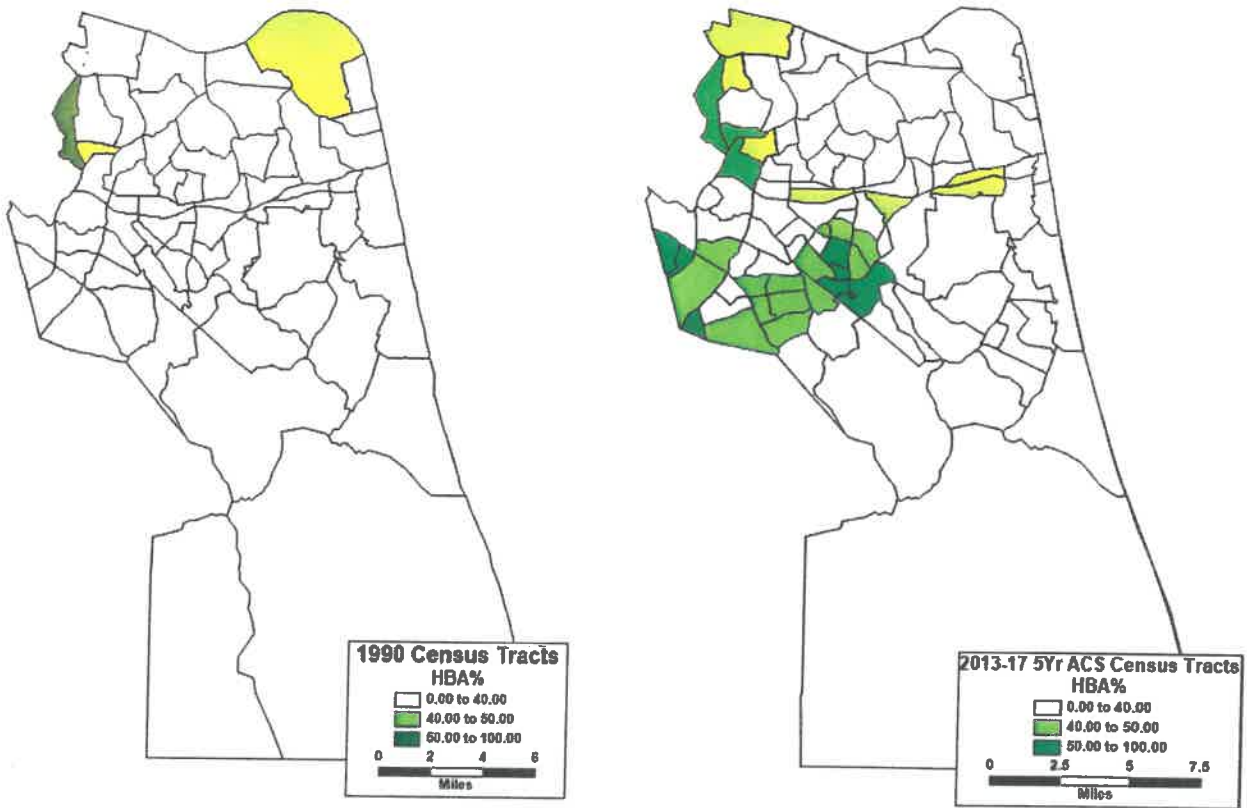 1990 Census Tracts
HBA%
0.00 to 40.00
40.00 to 50.00
50.00 to 100.00
0 2 4 6
Miles
2013-17 5Yr ACS Census Tracts
HBA%
0.00 to 40.00
40.00 to 50.00
50.00 to 100.00
0 2.5 5 7.5
Miles